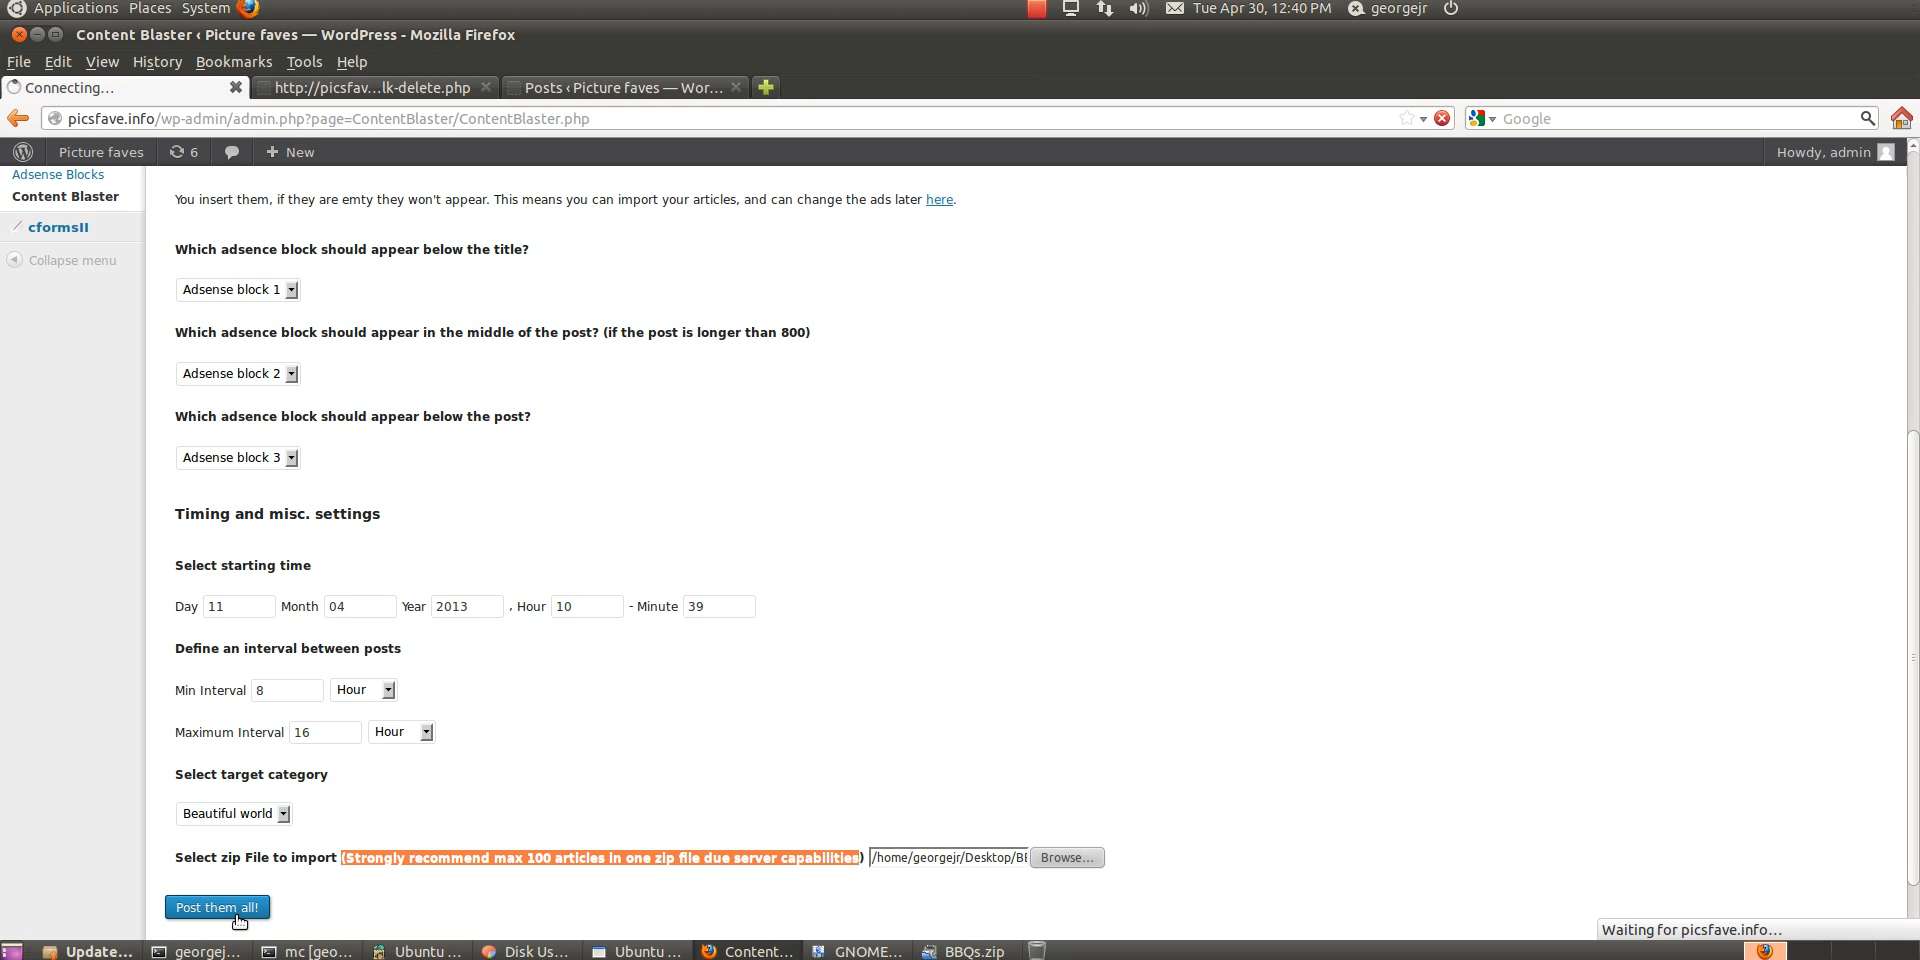 Applications Places System Tue Apr 30, 12:40 PM georgejr
Content Blaster ‹ Picture faves — WordPress - Mozilla Firefox
File Edit View History Bookmarks Tools Help
Connecting... http://picsfav...lk-delete.php Posts ‹ Picture faves — Wor...
picsfave.info/wp-admin/admin.php?page=ContentBlaster/ContentBlaster.php Google
Picture faves 6 + New Howdy, admin
Adsense Blocks
Content Blaster
cformsII
Collapse menu
You insert them, if they are emty they won't appear. This means you can import your articles, and can change the ads later here.
Which adsence block should appear below the title?
Adsense block 1
Which adsence block should appear in the middle of the post? (if the post is longer than 800)
Adsense block 2
Which adsence block should appear below the post?
Adsense block 3
Timing and misc. settings
Select starting time
Day 11 Month 04 Year 2013 , Hour 10 - Minute 39
Define an interval between posts
Min Interval 8 Hour
Maximum Interval 16 Hour
Select target category
Beautiful world
Select zip File to import (Strongly recommend max 100 articles in one zip file due server capabilities) /home/georgejr/Desktop/BB Browse...
Post them all!
Waiting for picsfave.info...
Update... georgej... mc [geo... Ubuntu ... Disk Us... Ubuntu ... Content... GNOME... BBQs.zip